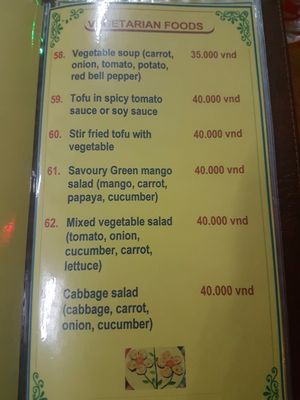 VEGETARIAN FOODS
58. Vegetable soup (carrot, 35.000 vnd
onion, tomato, potato,
red bell pepper)
59. Tofu in spicy tomato 40.000 vnd
sauce or soy sauce
60. Stir fried tofu with 40.000 vnd
vegetable
61. Savoury Green mango 40.000 vnd
salad (mango, carrot,
papaya, cucumber)
62. Mixed vegetable salad 40.000 vnd
(tomato, onion,
cucumber, carrot,
lettuce)
Cabbage salad 40.000 vnd
(cabbage, carrot,
onion, cucumber)